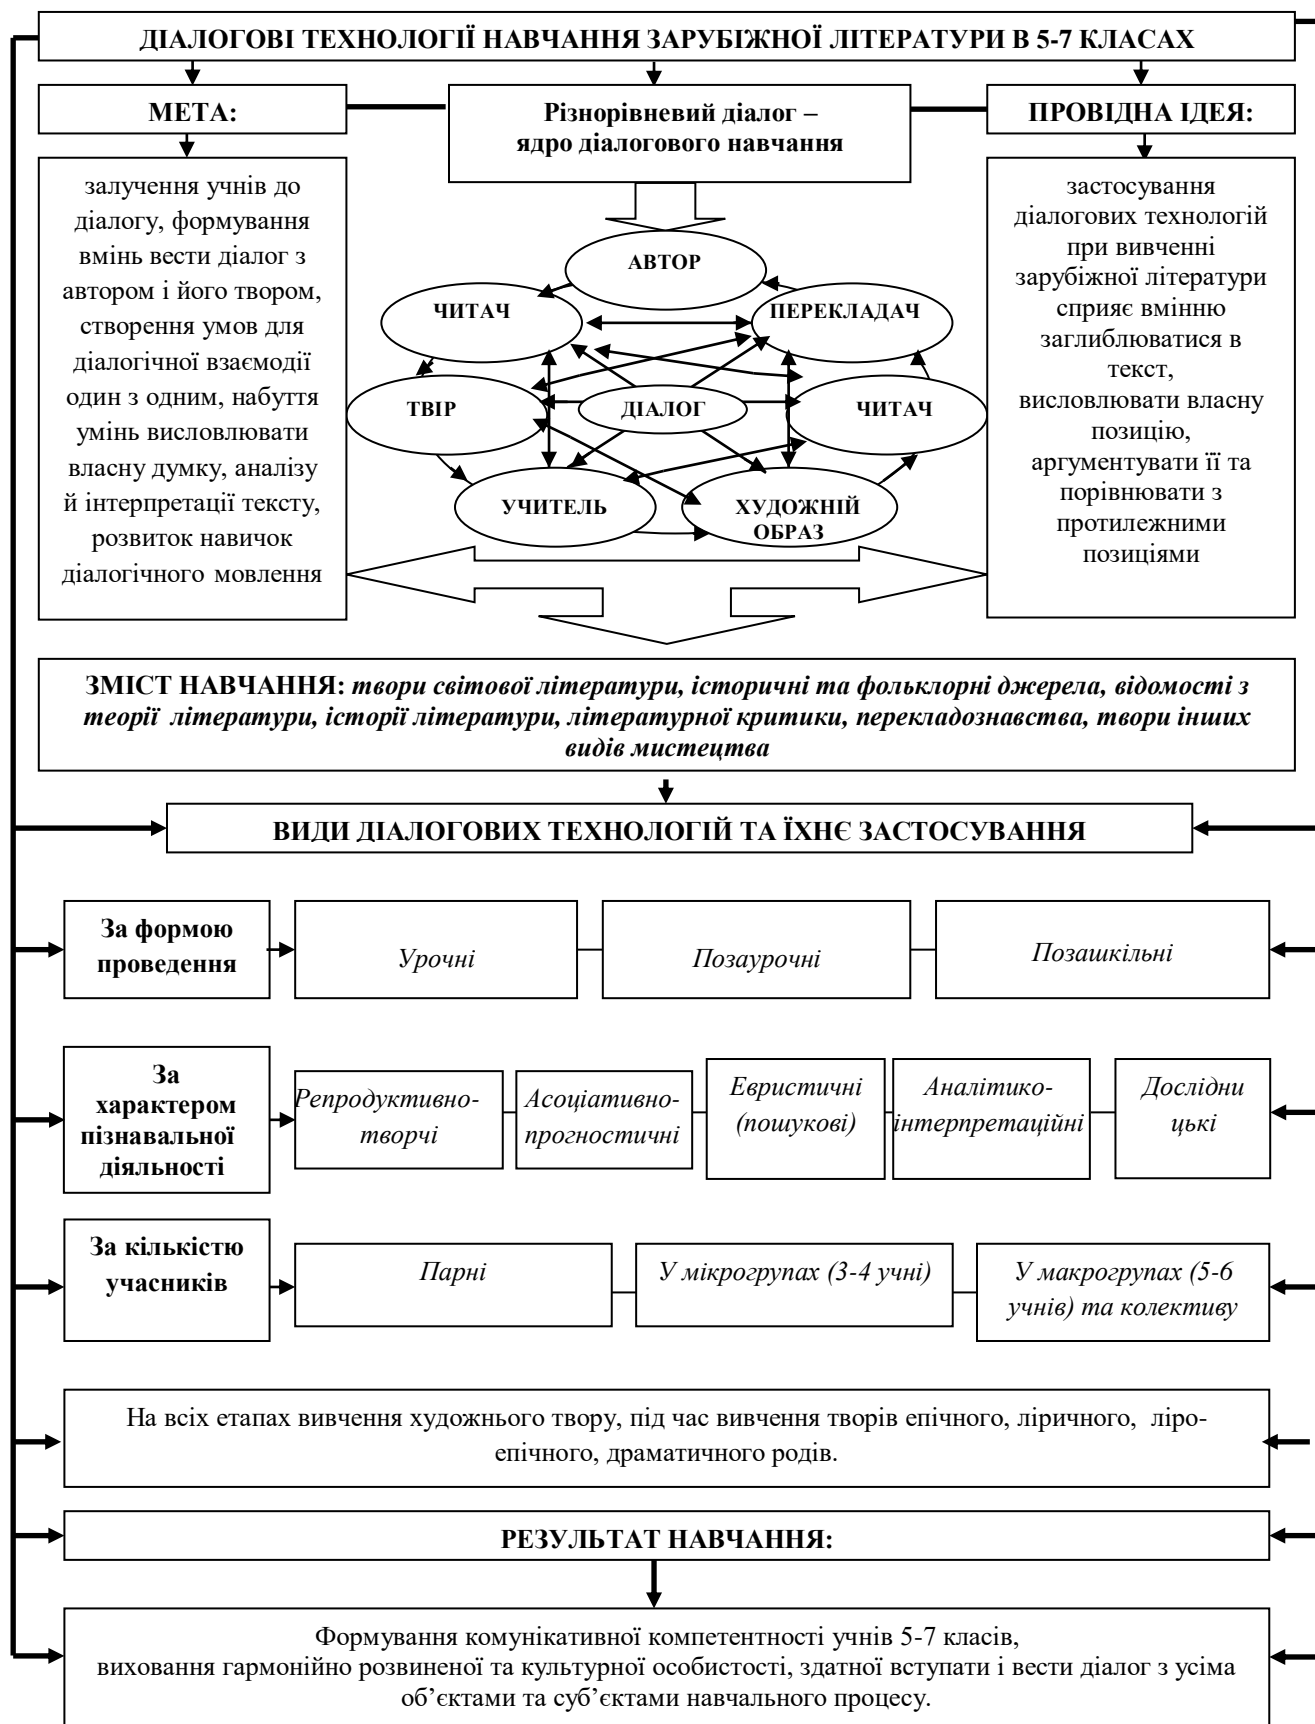 ДІАЛОГОВІ ТЕХНОЛОГІЇ НАВЧАННЯ ЗАРУБІЖНОЇ ЛІТЕРАТУРИ В 5-7 КЛАСАХ
МЕТА:
Різнорівневий діалог –
ядро діалогового навчання
ПРОВІДНА ІДЕЯ:
залучення учнів до
діалогу, формування
вмінь вести діалог з
автором і його твором,
створення умов для
діалогічної взаємодії
один з одним, набуття
умінь висловлювати
власну думку, аналізу
й інтерпретації тексту,
розвиток навичок
діалогічного мовлення
АВТОР
ЧИТАЧ
ПЕРЕКЛАДАЧ
ТВІР
ДІАЛОГ
ЧИТАЧ
УЧИТЕЛЬ
ХУДОЖНІЙ
ОБРАЗ
застосування
діалогових технологій
при вивченні
зарубіжної літератури
сприяє вмінню
заглиблюватися в
текст,
висловлювати власну
позицію,
аргументувати її та
порівнювати з
протилежними
позиціями
ЗМІСТ НАВЧАННЯ: твори світової літератури, історичні та фольклорні джерела, відомості з
теорії літератури, історії літератури, літературної критики, перекладознавства, твори інших
видів мистецтва
ВИДИ ДІАЛОГОВИХ ТЕХНОЛОГІЙ ТА ЇХНЄ ЗАСТОСУВАННЯ
За формою
проведення
Урочні
Позаурочні
Позашкільні
За
характером
пізнавальної
діяльності
Репродуктивно-
творчі
Асоціативно-
прогностичні
Евристичні
(пошукові)
Аналітико-
інтерпретаційні
Дослідни
цькі
За кількістю
учасників
Парні
У мікрогрупах (3-4 учні)
У макрогрупах (5-6
учнів) та колективу
На всіх етапах вивчення художнього твору, під час вивчення творів епічного, ліричного, ліро-
епічного, драматичного родів.
РЕЗУЛЬТАТ НАВЧАННЯ:
Формування комунікативної компетентності учнів 5-7 класів,
виховання гармонійно розвиненої та культурної особистості, здатної вступати і вести діалог з усіма
об’єктами та суб’єктами навчального процесу.